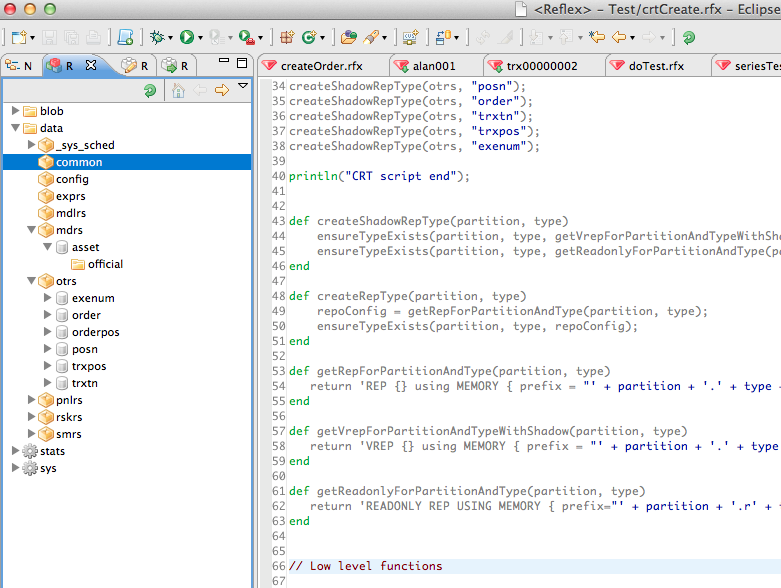 <Reflex> - Test/crtCreate.rfx - Eclipse
N R R R
createOrder.rfx alan001 trx00000002 doTest.rfx seriesTes
blob
data
_sys_sched
common
config
exprs
mdlrs
mdrs
asset
official
otrs
exenum
order
orderpos
posn
trxpos
trxtn
pnlrs
rskrs
smrs
stats
sys
34 createShadowRepType(otrs, "posn");
35 createShadowRepType(otrs, "order");
36 createShadowRepType(otrs, "trxtn");
37 createShadowRepType(otrs, "trxpos");
38 createShadowRepType(otrs, "exenum");
39
40 println("CRT script end");
41
42
43 def createShadowRepType(partition, type)
44     ensureTypeExists(partition, type, getVrepForPartitionAndTypeWithSha
45     ensureTypeExists(partition, type, getReadonlyForPartitionAndType(pa
46 end
47
48 def createRepType(partition, type)
49     repoConfig = getRepForPartitionAndType(partition, type);
50     ensureTypeExists(partition, type, repoConfig);
51 end
52
53 def getRepForPartitionAndType(partition, type)
54    return 'REP {} using MEMORY { prefix = "' + partition + '.' + type +
55 end
56
57 def getVrepForPartitionAndTypeWithShadow(partition, type)
58    return 'VREP {} using MEMORY { prefix = "' + partition + '.' + type
59 end
60
61 def getReadonlyForPartitionAndType(partition, type)
62    return 'READONLY REP USING MEMORY { prefix="' + partition + '.r' + t
63 end
64
65
66 // Low level functions
67